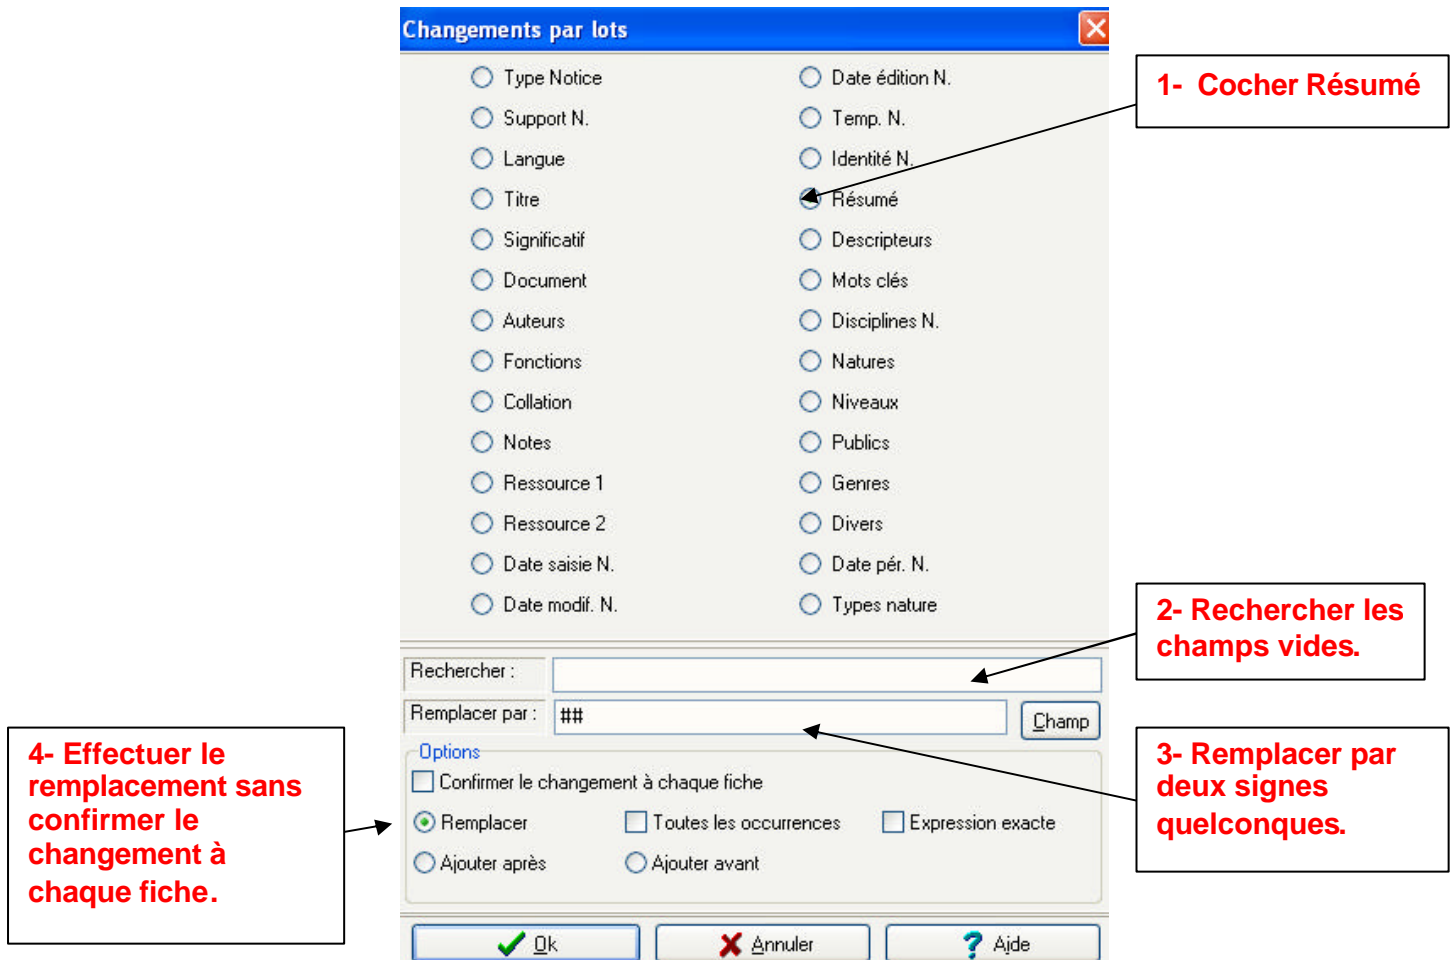 Changements par lots
Type Notice
Date édition N.
Support N.
Temp. N.
Langue
Identité N.
Titre
Résumé
Significatif
Descripteurs
Document
Mots clés
Auteurs
Disciplines N.
Fonctions
Natures
Collation
Niveaux
Notes
Publics
Ressource 1
Genres
Ressource 2
Divers
Date saisie N.
Date pér. N.
Date modif. N.
Types nature
Rechercher :
Remplacer par : ##
Champ
Options
Confirmer le changement à chaque fiche
Remplacer
Toutes les occurrences
Expression exacte
Ajouter après
Ajouter avant
Ok
Annuler
? Aide
1- Cocher Résumé
2- Rechercher les
champs vides.
3- Remplacer par
deux signes
quelconques.
4- Effectuer le
remplacement sans
confirmer le
changement à
chaque fiche.